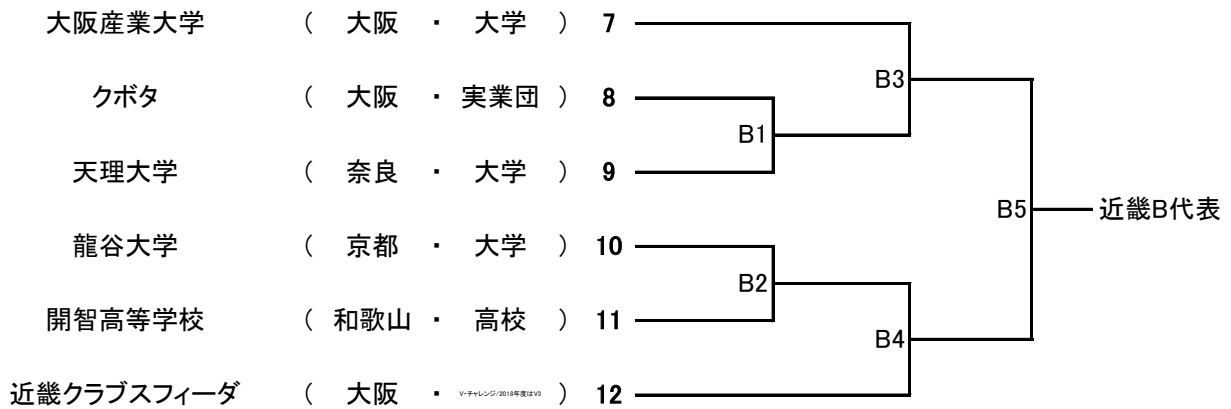 大阪産業大学 ( 大阪 ・ 大学 ) 7
B3
クボタ ( 大阪 ・ 実業団 ) 8
B1
天理大学 ( 奈良 ・ 大学 ) 9
B5 近畿B代表
龍谷大学 ( 京都 ・ 大学 ) 10
B2
開智高等学校 ( 和歌山 ・ 高校 ) 11
B4
近畿クラブスフィーダ ( 大阪 ・ V・チャレンジ/2018年度はV3 ) 12